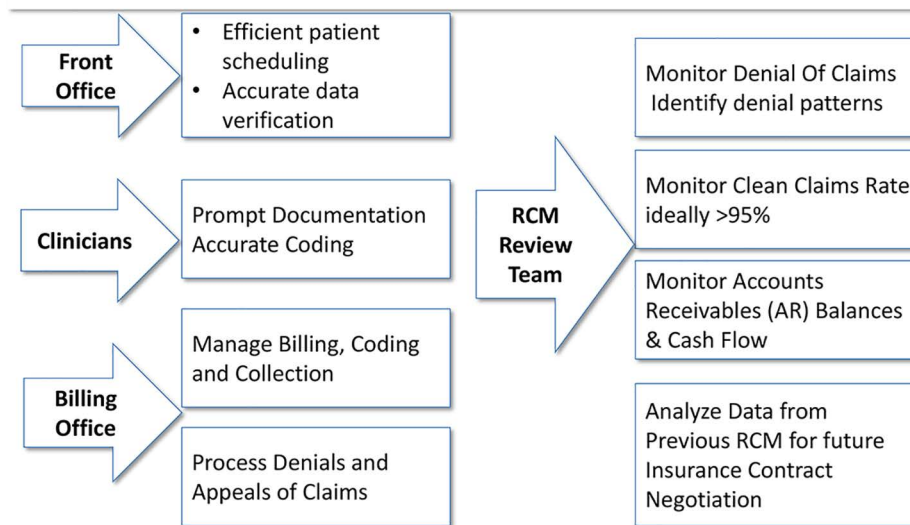 Front
Office
• Efficient patient
scheduling
• Accurate data
verification
Clinicians
Prompt Documentation
Accurate Coding
Billing
Office
Manage Billing, Coding
and Collection
Process Denials and
Appeals of Claims
RCM
Review
Team
Monitor Denial Of Claims
Identify denial patterns
Monitor Clean Claims Rate
ideally >95%
Monitor Accounts
Receivables (AR) Balances
& Cash Flow
Analyze Data from
Previous RCM for future
Insurance Contract
Negotiation